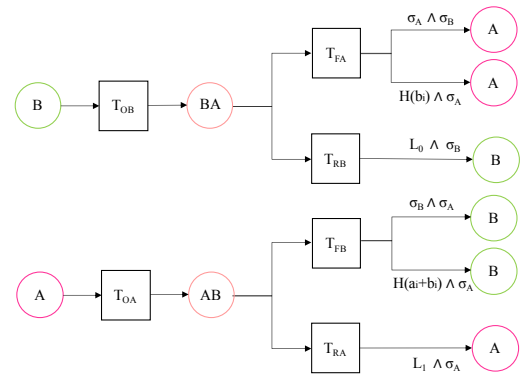 σA ∧ σB
A
TFA
A
H(bi) ∧ σA
B
TOB
BA
L0 ∧ σB
TRB
B
σB ∧ σA
B
TFB
B
H(ai+bi) ∧ σA
A
TOA
AB
TRA
A
L1 ∧ σA